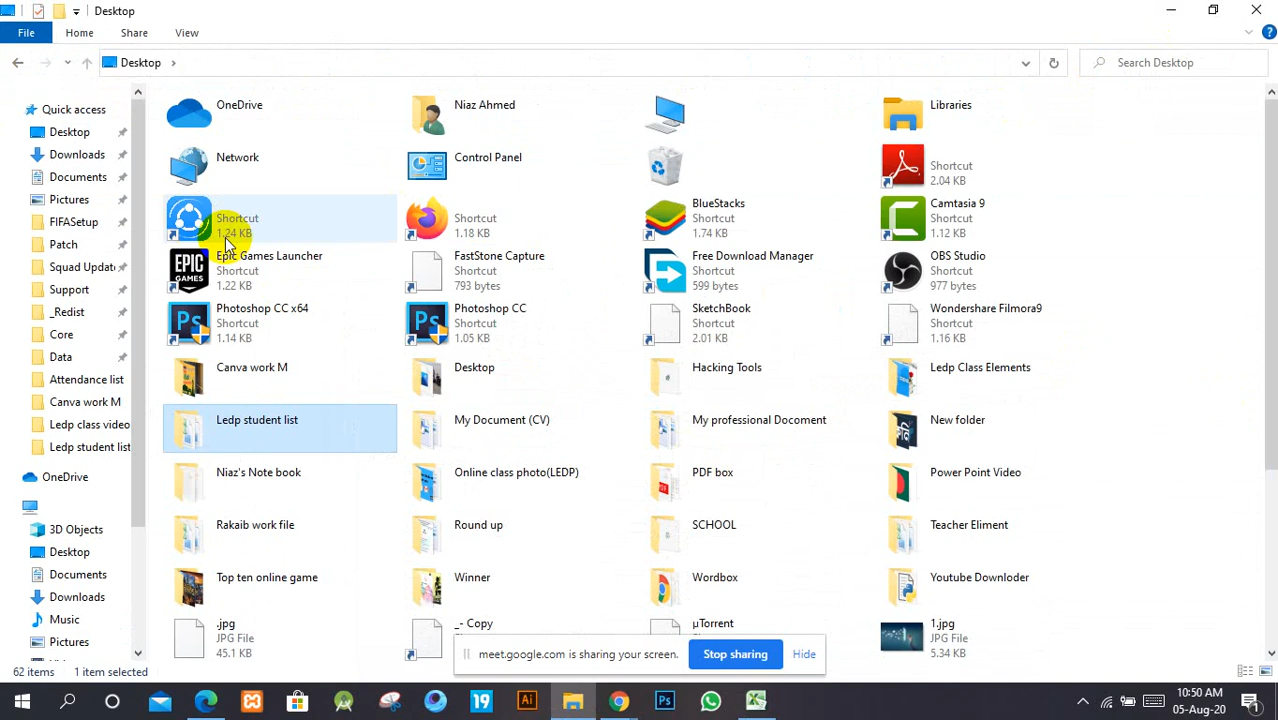 Desktop
File
Home
Share
View
Desktop
Search Desktop
Quick access
Desktop
Downloads
Documents
Pictures
FIFASetup
Patch
Squad Updat
Support
_Redist
Core
Data
Attendance list
Canva work M
Ledp class video
Ledp student list
OneDrive
3D Objects
Desktop
Documents
Downloads
Music
Pictures
OneDrive
Niaz Ahmed
Libraries
Network
Control Panel
Shortcut
2.04 KB
Shortcut
1.24 KB
Shortcut
1.18 KB
BlueStacks
Shortcut
1.74 KB
Camtasia 9
Shortcut
1.12 KB
EPIC
GAMES
Epic Games Launcher
Shortcut
1.22 KB
FastStone Capture
Shortcut
793 bytes
Free Download Manager
Shortcut
599 bytes
OBS Studio
Shortcut
977 bytes
Ps
Photoshop CC x64
Shortcut
1.14 KB
Ps
Photoshop CC
Shortcut
1.05 KB
SketchBook
Shortcut
2.01 KB
Wondershare Filmora9
Shortcut
1.16 KB
Canva work M
Desktop
Hacking Tools
Ledp Class Elements
Ledp student list
My Document (CV)
My professional Docoment
New folder
Niaz's Note book
Online class photo(LEDP)
PDF box
Power Point Video
Rakaib work file
Round up
SCHOOL
Teacher Eliment
Top ten online game
Winner
Wordbox
Youtube Downloder
.jpg
JPG File
45.1 KB
_- Copy
µTorrent
1.jpg
JPG File
5.34 KB
meet.google.com is sharing your screen.
Stop sharing
Hide
62 items
1 item selected
19
Ai
Ps
10:50 AM
05-Aug-20
1